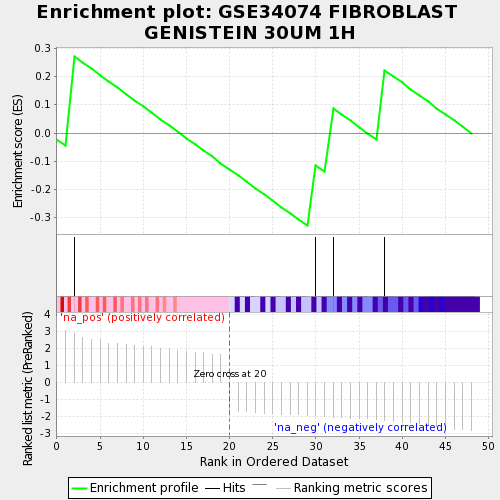 Enrichment plot: GSE34074 FIBROBLAST
GENISTEIN 30UM 1H
Enrichment score (ES)
0.3
0.2
0.1
0.0
-0.1
-0.2
-0.3
Ranked list metric (PreRanked)
4
3
2
1
0
-1
-2
-3
'na_pos' (positively correlated)
Zero cross at 20
'na_neg' (negatively correlated)
0 5 10 15 20 25 30 35 40 45 50
Rank in Ordered Dataset
Enrichment profile Hits Ranking metric scores